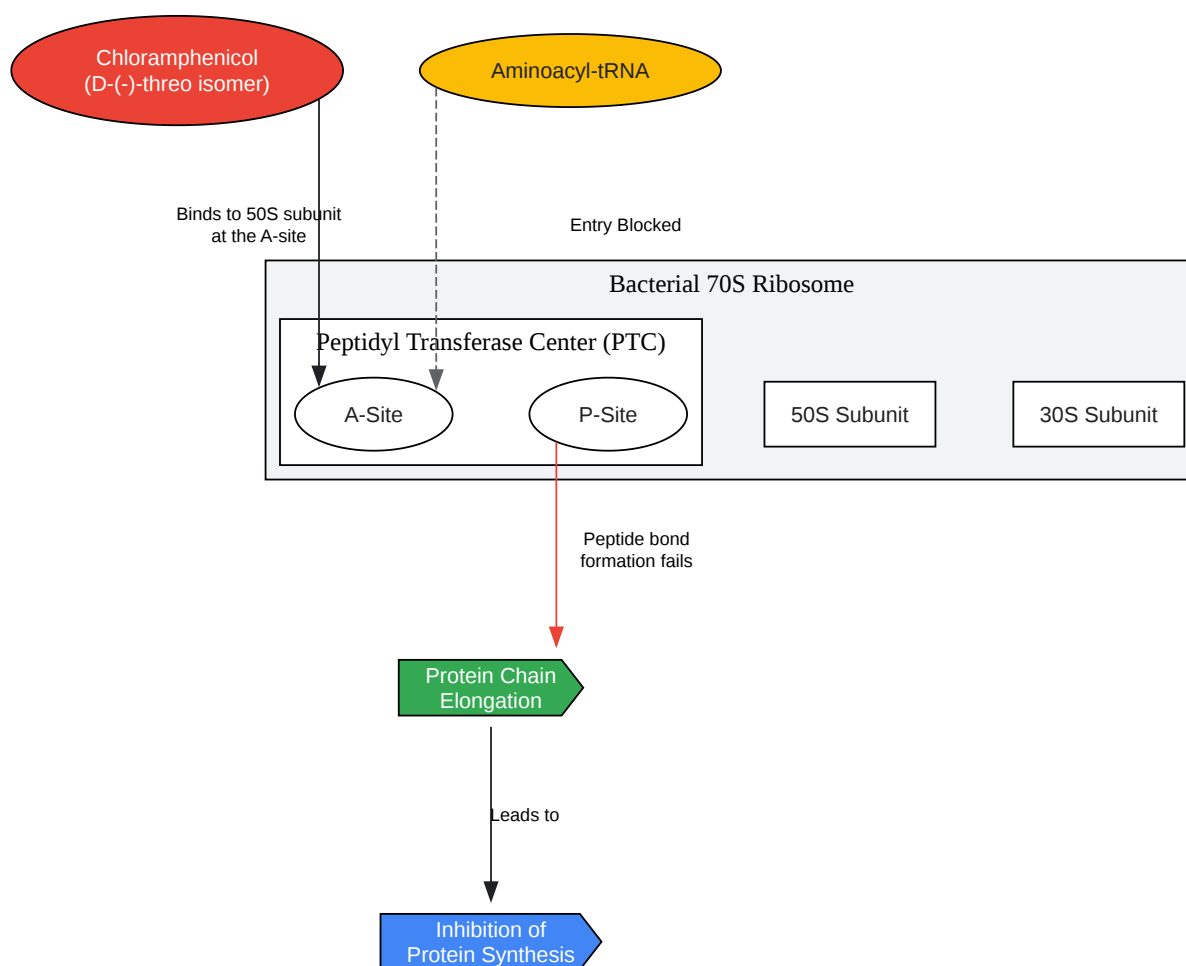 Chloramphenicol
(D-(-)-threo isomer)
Aminoacyl-tRNA
Binds to 50S subunit
at the A-site
Entry Blocked
Bacterial 70S Ribosome
Peptidyl Transferase Center (PTC)
A-Site
P-Site
50S Subunit
30S Subunit
Peptide bond
formation fails
Protein Chain
Elongation
Leads to
Inhibition of
Protein Synthesis